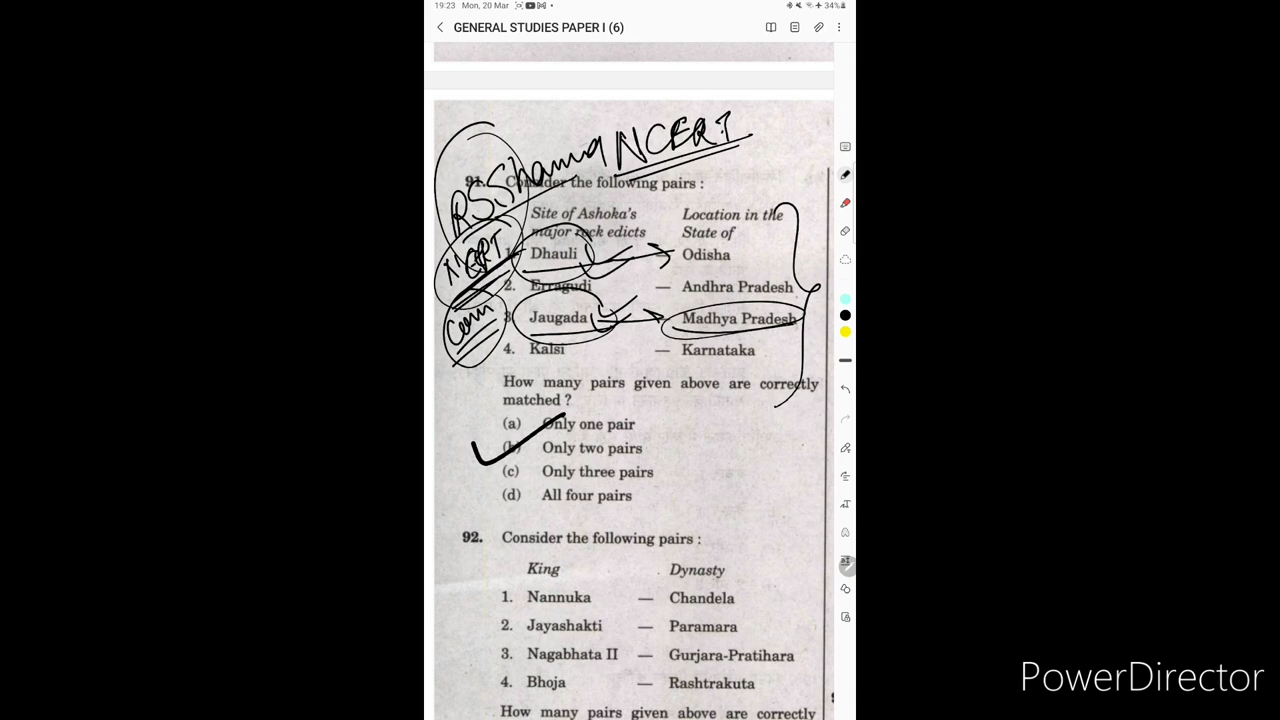 19:23 Mon, 20 Mar
34%
GENERAL STUDIES PAPER I (6)
RSShama NCERT
91. Consider the following pairs :
Site of Ashoka's major rock edicts
Location in the State of
1. Dhauli Odisha
2. Erragudi — Andhra Pradesh
3. Jaugada — Madhya Pradesh
4. Kalsi — Karnataka
How many pairs given above are correctly
matched ?
(a) Only one pair
(b) Only two pairs
(c) Only three pairs
(d) All four pairs
92. Consider the following pairs :
King Dynasty
1. Nannuka — Chandela
2. Jayashakti — Paramara
3. Nagabhata II — Gurjara-Pratihara
4. Bhoja — Rashtrakuta
How many pairs given above are correctly
PowerDirector